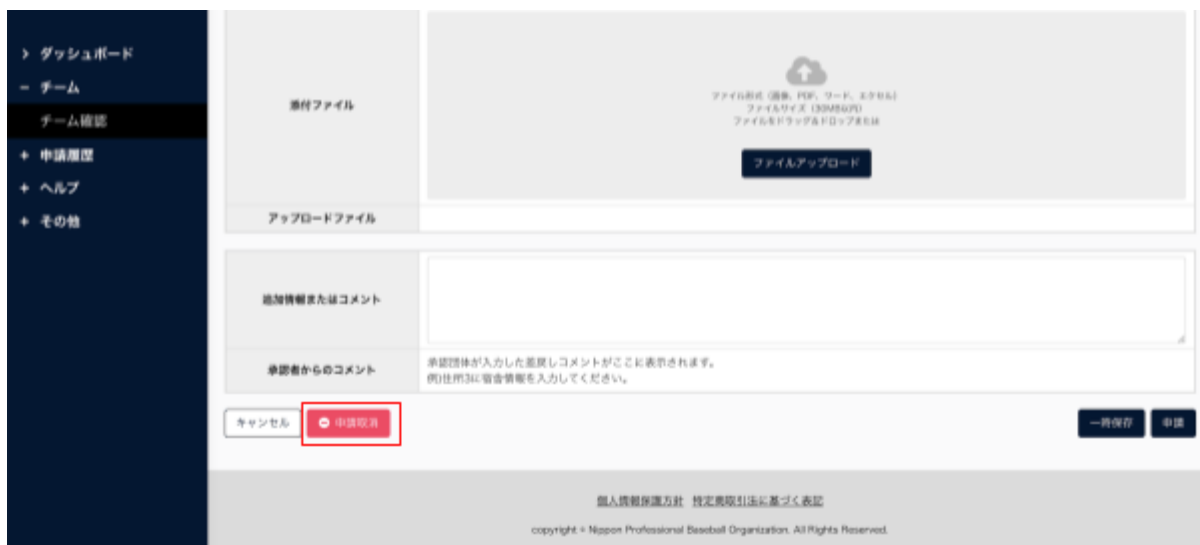 > ダッシュボード
− チーム
チーム確認
+ 申請履歴
+ ヘルプ
+ その他
添付ファイル
ファイル形式（画像、PDF、ワード、エクセル）
ファイルサイズ（30MB以内）
ファイルをドラッグ&ドロップまたは
ファイルアップロード
アップロードファイル
追加情報またはコメント
承認者からのコメント
承認団体が入力した差戻しコメントがここに表示されます。
例)住所3に宿舎情報を入力してください。
キャンセル
申請取消
一時保存
申請
個人情報保護方針 特定商取引法に基づく表記
copyright © Nippon Professional Baseball Organization. All Rights Reserved.